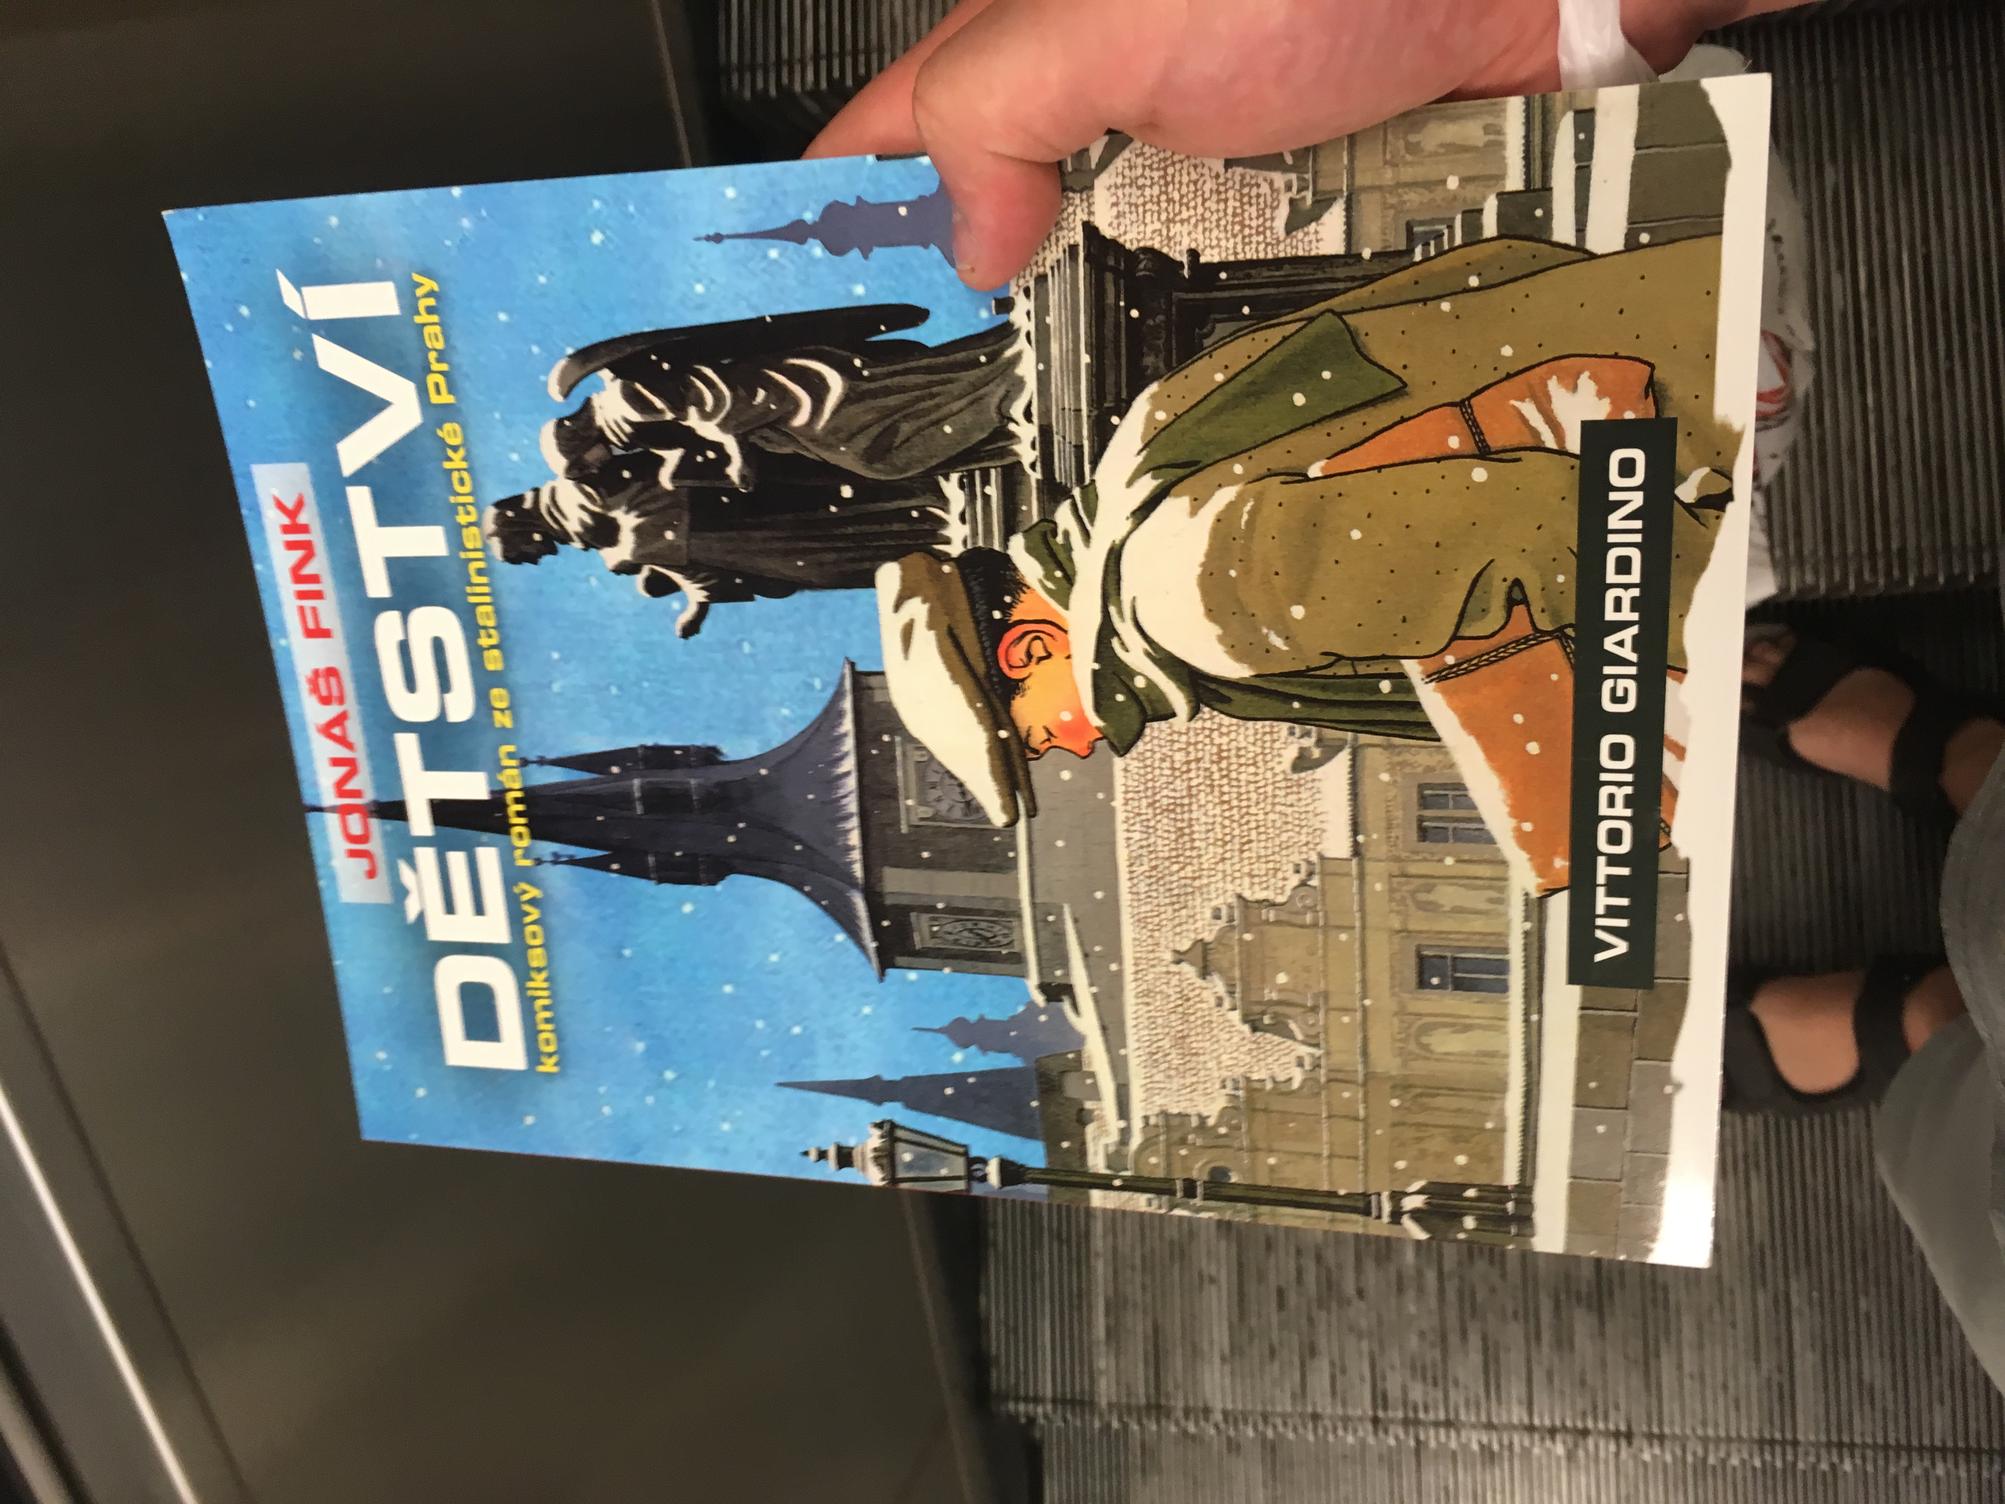 JONÁŠ FINK
DĚTSTVÍ
komiksový román ze stalinistické Prahy
VITTORIO GIARDINO